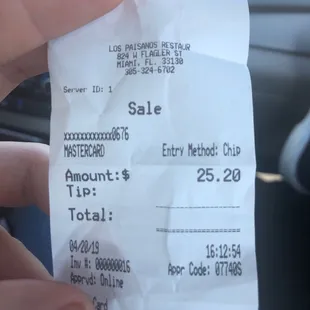 LOS PAISANOS RESTAUR
824 W FLAGLER ST
MIAMI, FL. 33130
305-324-6702
Server ID: 1
Sale
xxxxxxxxxxxx0676
MASTERCARD Entry Method: Chip
Amount:$ 25.20
Tip:
Total:
04/20/19 16:12:54
Inv #: 000000016 Appr Code: 07740S
Apprvd: Online
Card